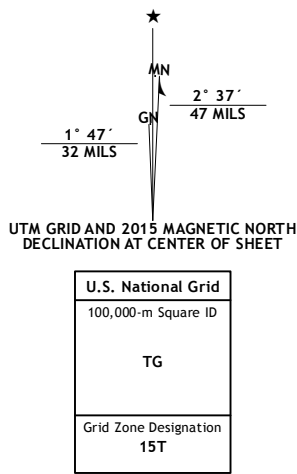 ★
MN
GN
2° 37´
47 MILS
1° 47´
32 MILS
UTM GRID AND 2015 MAGNETIC NORTH
DECLINATION AT CENTER OF SHEET
U.S. National Grid
100,000-m Square ID
TG
Grid Zone Designation
15T